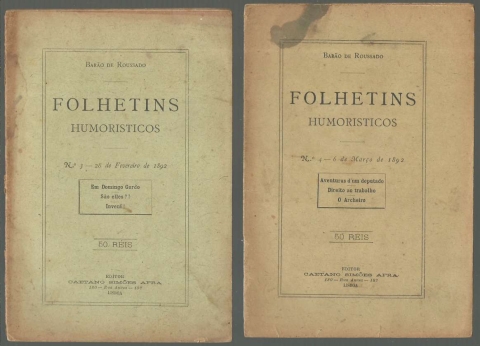 BARÃO DE ROUSSADO
FOLHETINS
HUMORISTICOS
N.º 3 — 28 de Fevereiro de 1892
Em Domingo Gordo
São elles!!
50 RÉIS
EDITOR
CAETANO SIMÕES AFRA
LISBOA
BARÃO DE ROUSSADO
FOLHETINS
HUMORISTICOS
N.º 4 — 6 de Março de 1892
Aventuras d'um deputado
Direito ao trabalho
O Archeiro
50 RÉIS
EDITOR
CAETANO SIMÕES AFRA
LISBOA